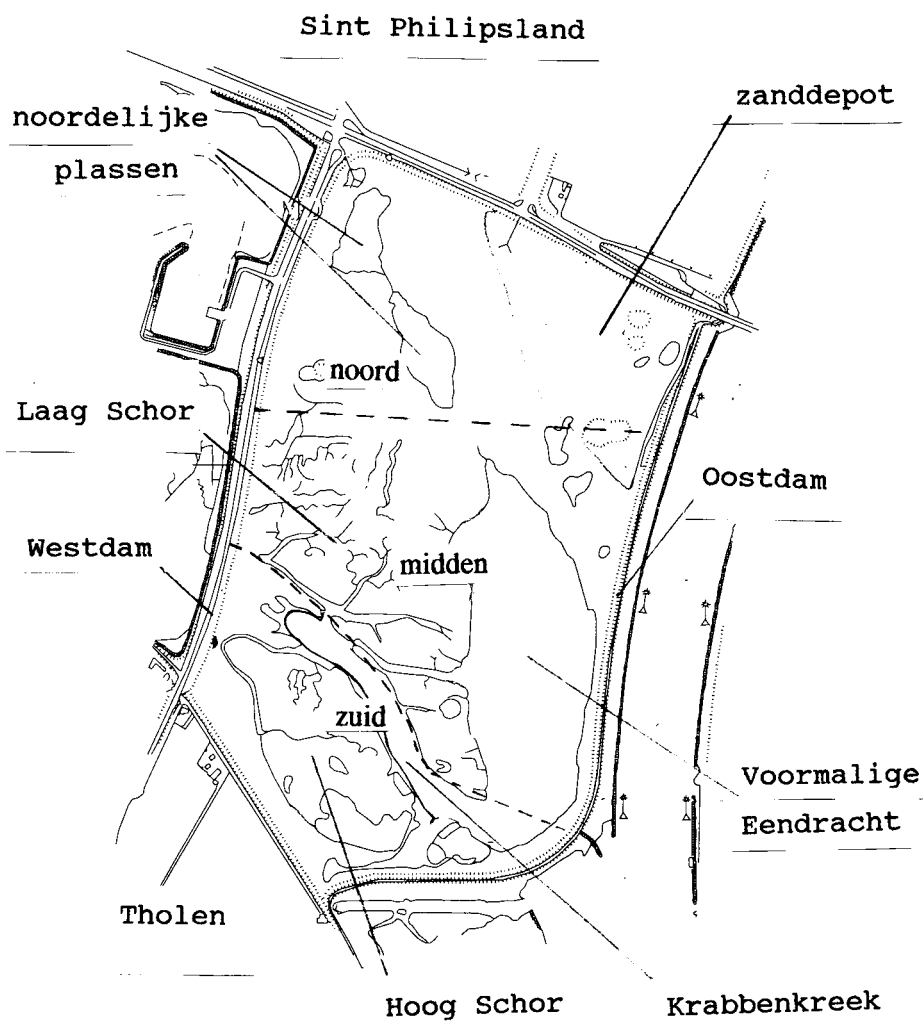 Sint Philipsland
zanddepot
noordelijke
plassen
noord
Laag Schor
Oostdam
Westdam
midden
zuid
Voormalige
Eendracht
Tholen
Hoog Schor
Krabbenkreek